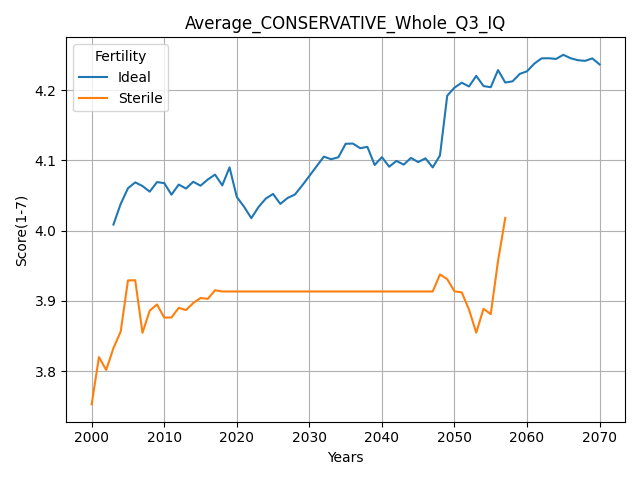 Average_CONSERVATIVE_Whole_Q3_IQ
Fertility
Ideal
Sterile
Score(1-7)
4.2
4.1
4.0
3.9
3.8
2000 2010 2020 2030 2040 2050 2060 2070
Years